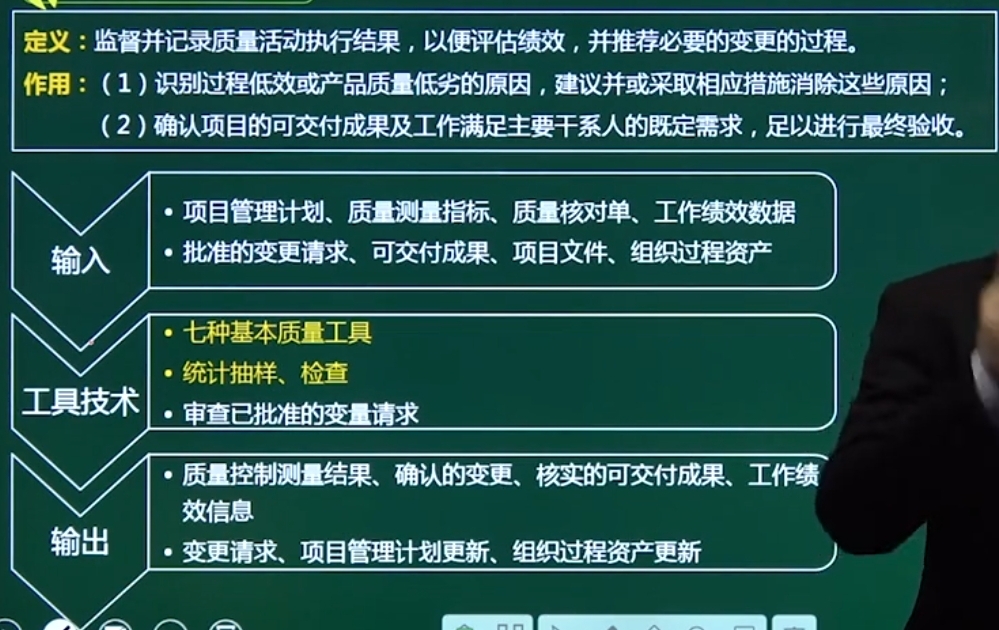 定义：监督并记录质量活动执行结果，以便评估绩效，并推荐必要的变更的过程。
作用：（1）识别过程低效或产品质量低劣的原因，建议并或采取相应措施消除这些原因；
（2）确认项目的可交付成果及工作满足主要干系人的既定需求，足以进行最终验收。
输入
• 项目管理计划、质量测量指标、质量核对单、工作绩效数据
• 批准的变更请求、可交付成果、项目文件、组织过程资产
工具技术
• 七种基本质量工具
• 统计抽样、检查
• 审查已批准的变量请求
输出
• 质量控制测量结果、确认的变更、核实的可交付成果、工作绩
效信息
• 变更请求、项目管理计划更新、组织过程资产更新